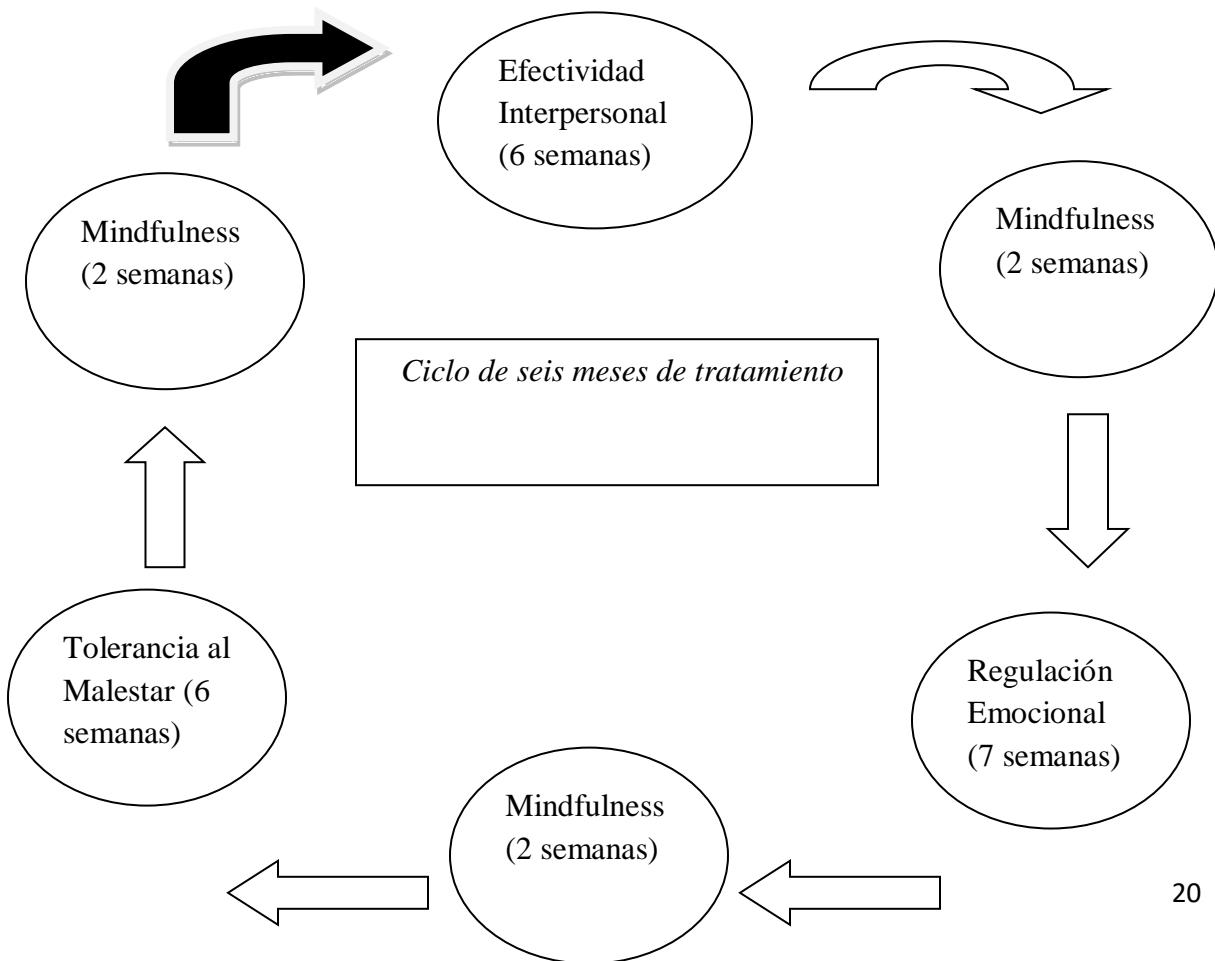 Efectividad
Interpersonal
(6 semanas)
Mindfulness
(2 semanas)
Mindfulness
(2 semanas)
Ciclo de seis meses de tratamiento
Tolerancia al
Malestar (6
semanas)
Regulación
Emocional
(7 semanas)
Mindfulness
(2 semanas)
20